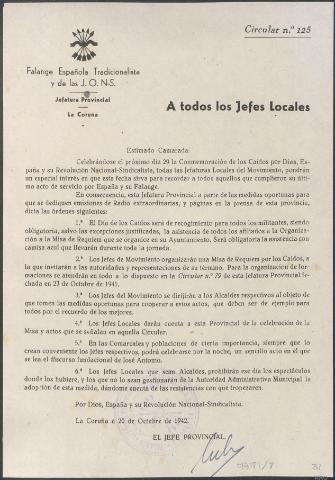 Circular n.º 125
Falange Española Tradicionalista
y de las J. O. N-S.
Jefatura Provincial
La Coruña
A todos los Jefes Locales
Estimado Camarada:
Celebrándose el próximo día 29 la Conmemoración de los Caídos por Dios, Es-
paña y su Revolución Nacional-Sindicalista, todas las Jefaturas Locales del Movimiento, pondrán
un especial interés en que esta fecha sirva para recordar a todos aquellos que cumplieron su últi-
mo acto de servicio por España y su Falange.
En consecuencia, esta Jefatura Provincial a parte de las medidas oportunas para
que se dediquen emisiones de Radio extraordinarias, y páginas en la prensa de esta provincia,
dicta las órdenes siguientes:
1.º El Día de los Caídos será de recogimiento para todos los militantes, siendo
obligatoria, salvo las excepciones justificadas, la asistencia de todos los afiliados a la Organiza-
ción a la Misa de Requiem que se organice en su Ayuntamiento. Será obligatoria la asistencia con
camisa azul que llevarán durante toda la jornada.
2.º Los Jefes de Movimiento organizarán una Misa de Requiem por los Caídos, a
la que invitarán a las autoridades y representaciones de su término. Para la organización de for-
maciones se atendrán en todo a lo dispuesto en la Circular n.º 79 de esta Jefatura Provincial fe-
chada en 23 de Octubre de 1941.
3.º Los Jefes del Movimiento se dirigirán a los Alcaldes respectivos al objeto de
que tomen las medidas oportunas para cooperar a estos actos, que deben ser de ejemplo para
todos por el recuerdo de los mejores.
4.º Los Jefes Locales darán cuenta a esta Provincial de la celebración de la
Misa y actos que se señalan en aquella Circular.
5.º En las Comarcales y poblaciones de cierta importancia, siempre que lo
crean conveniente los Jefes respectivos, podrá celebrarse por la noche, un sencillo acto en el que
se lea el discurso fundacional de José Antonio.
6.º Los Jefes Locales que sean Alcaldes, prohibirán ese día los espectáculos
donde los hubiere, y los que no lo sean gestionarán de la Autoridad Administrativa Municipal la
adopción de esta medida, dándome cuenta de las resistencias con que tropezaren.
Por Dios, España y su Revolución Nacional-Sindicalista.
La Coruña a 20 de Octubre de 1942.
EL JEFE PROVINCIAL,